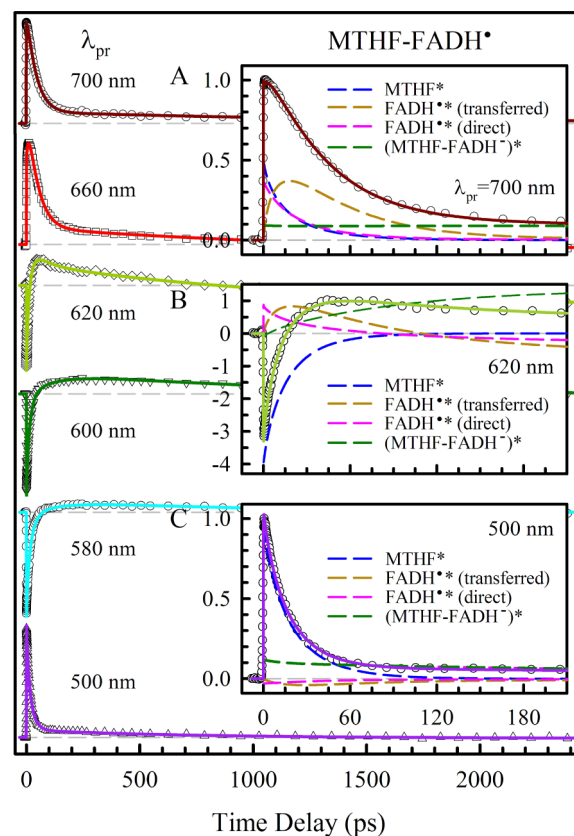 λpr
MTHF-FADH•
700 nm
A
1.0
MTHF*
FADH•* (transferred)
FADH•* (direct)
(MTHF-FADH⁻)*
0.5
λpr=700 nm
0.0
660 nm
B
620 nm
1
0
-1
-2
-3
-4
620 nm
MTHF*
FADH•* (transferred)
FADH•* (direct)
(MTHF-FADH⁻)*
600 nm
C
580 nm
1.0
500 nm
MTHF*
FADH•* (transferred)
FADH•* (direct)
(MTHF-FADH⁻)*
0.5
0.0
500 nm
0 60 120 180
0 500 1000 1500 2000
Time Delay (ps)